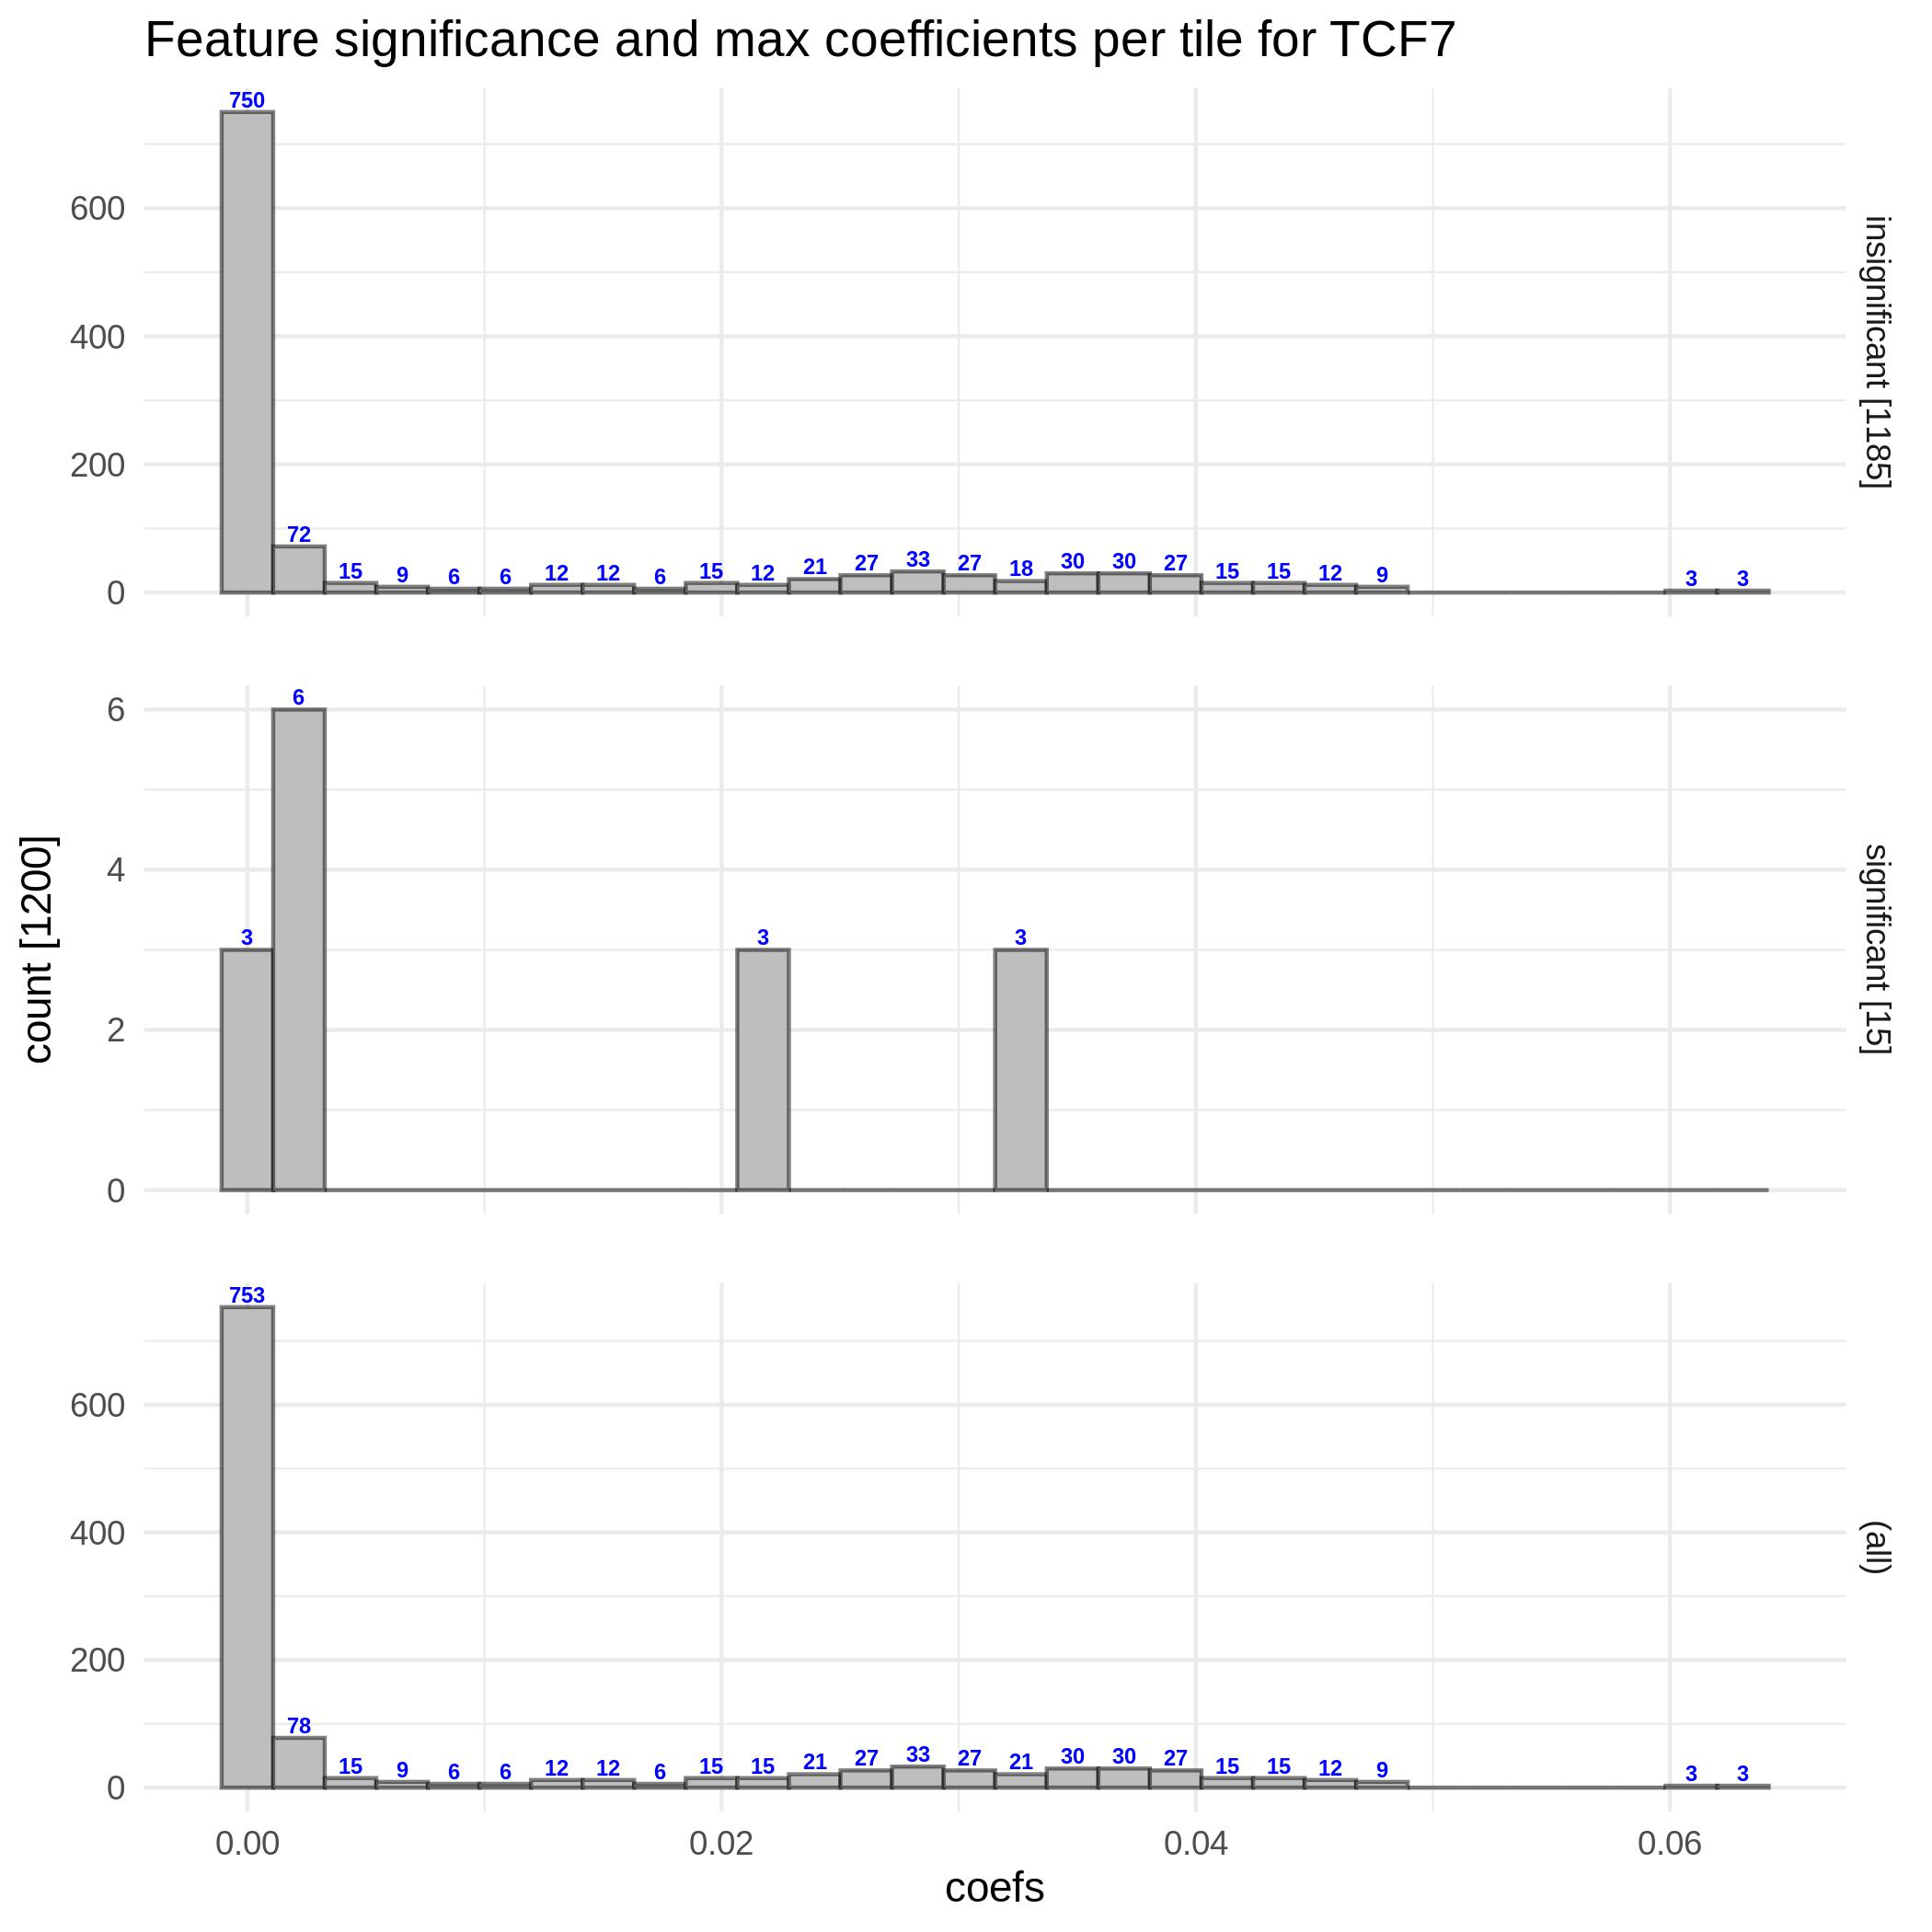 Feature significance and max coefficients per tile for TCF7
750
72
15 9 6 6 12 12 6 15 12 21 27 33 27 18 30 30 27 15 15 12 9 3 3
600
400
200
0
insignificant [1185]
6
3
3
3
6
4
2
0
significant [15]
count [1200]
753
78
15 9 6 6 12 12 6 15 15 21 27 33 27 21 30 30 27 15 15 12 9 3 3
600
400
200
0
(all)
0.00 0.02 0.04 0.06
coefs